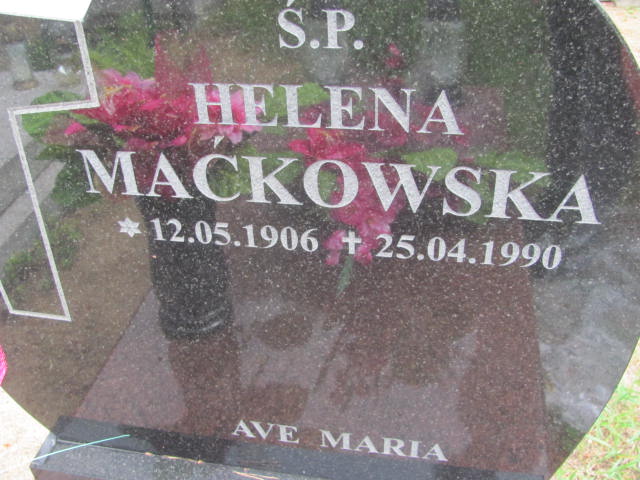 Ś.P.
HELENA
MAĆKOWSKA
* 12.05.1906 ✝ 25.04.1990
AVE MARIA